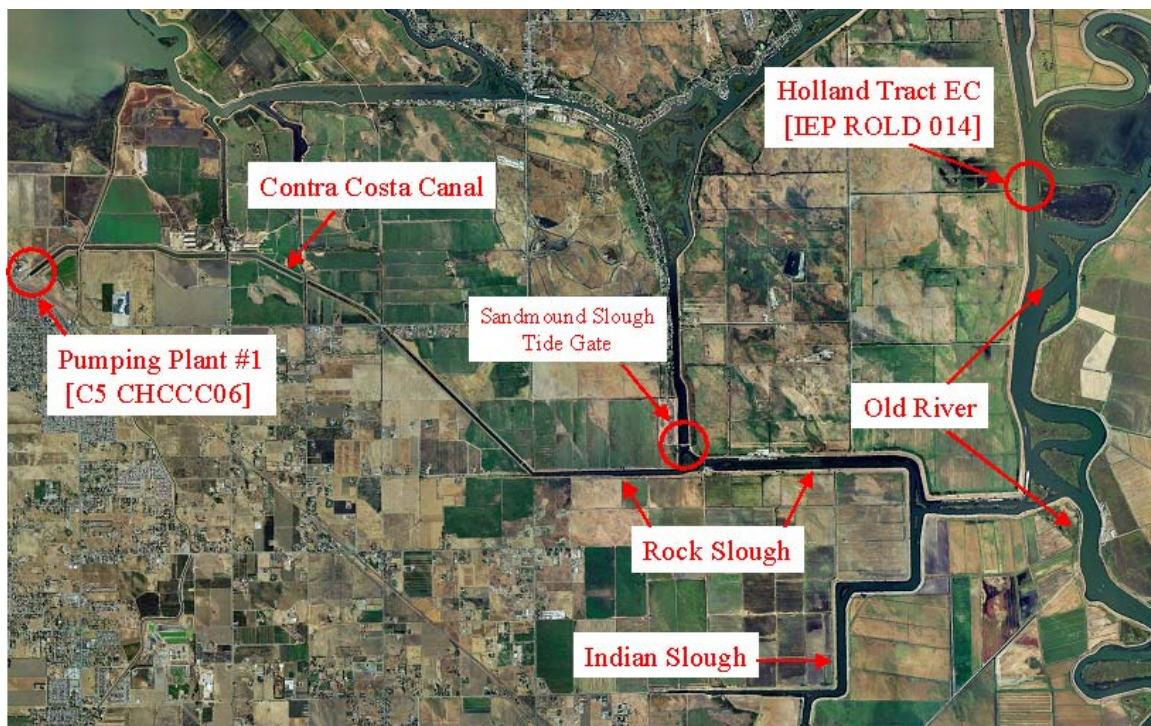 Holland Tract EC
[IEP ROLD 014]
Contra Costa Canal
Sandmound Slough
Tide Gate
Pumping Plant #1
[C5 CHCCC06]
Old River
Rock Slough
Indian Slough